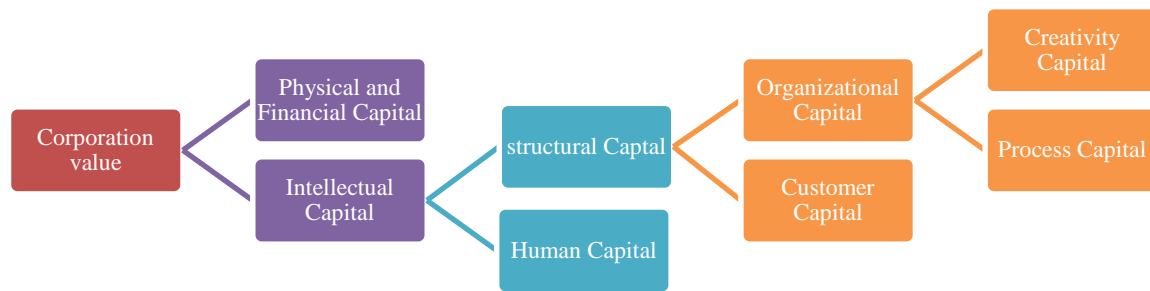 Corporation
value
Physical and
Financial Capital
Intellectual
Capital
structural Captal
Human Capital
Organizational
Capital
Customer
Capital
Creativity
Capital
Process Capital